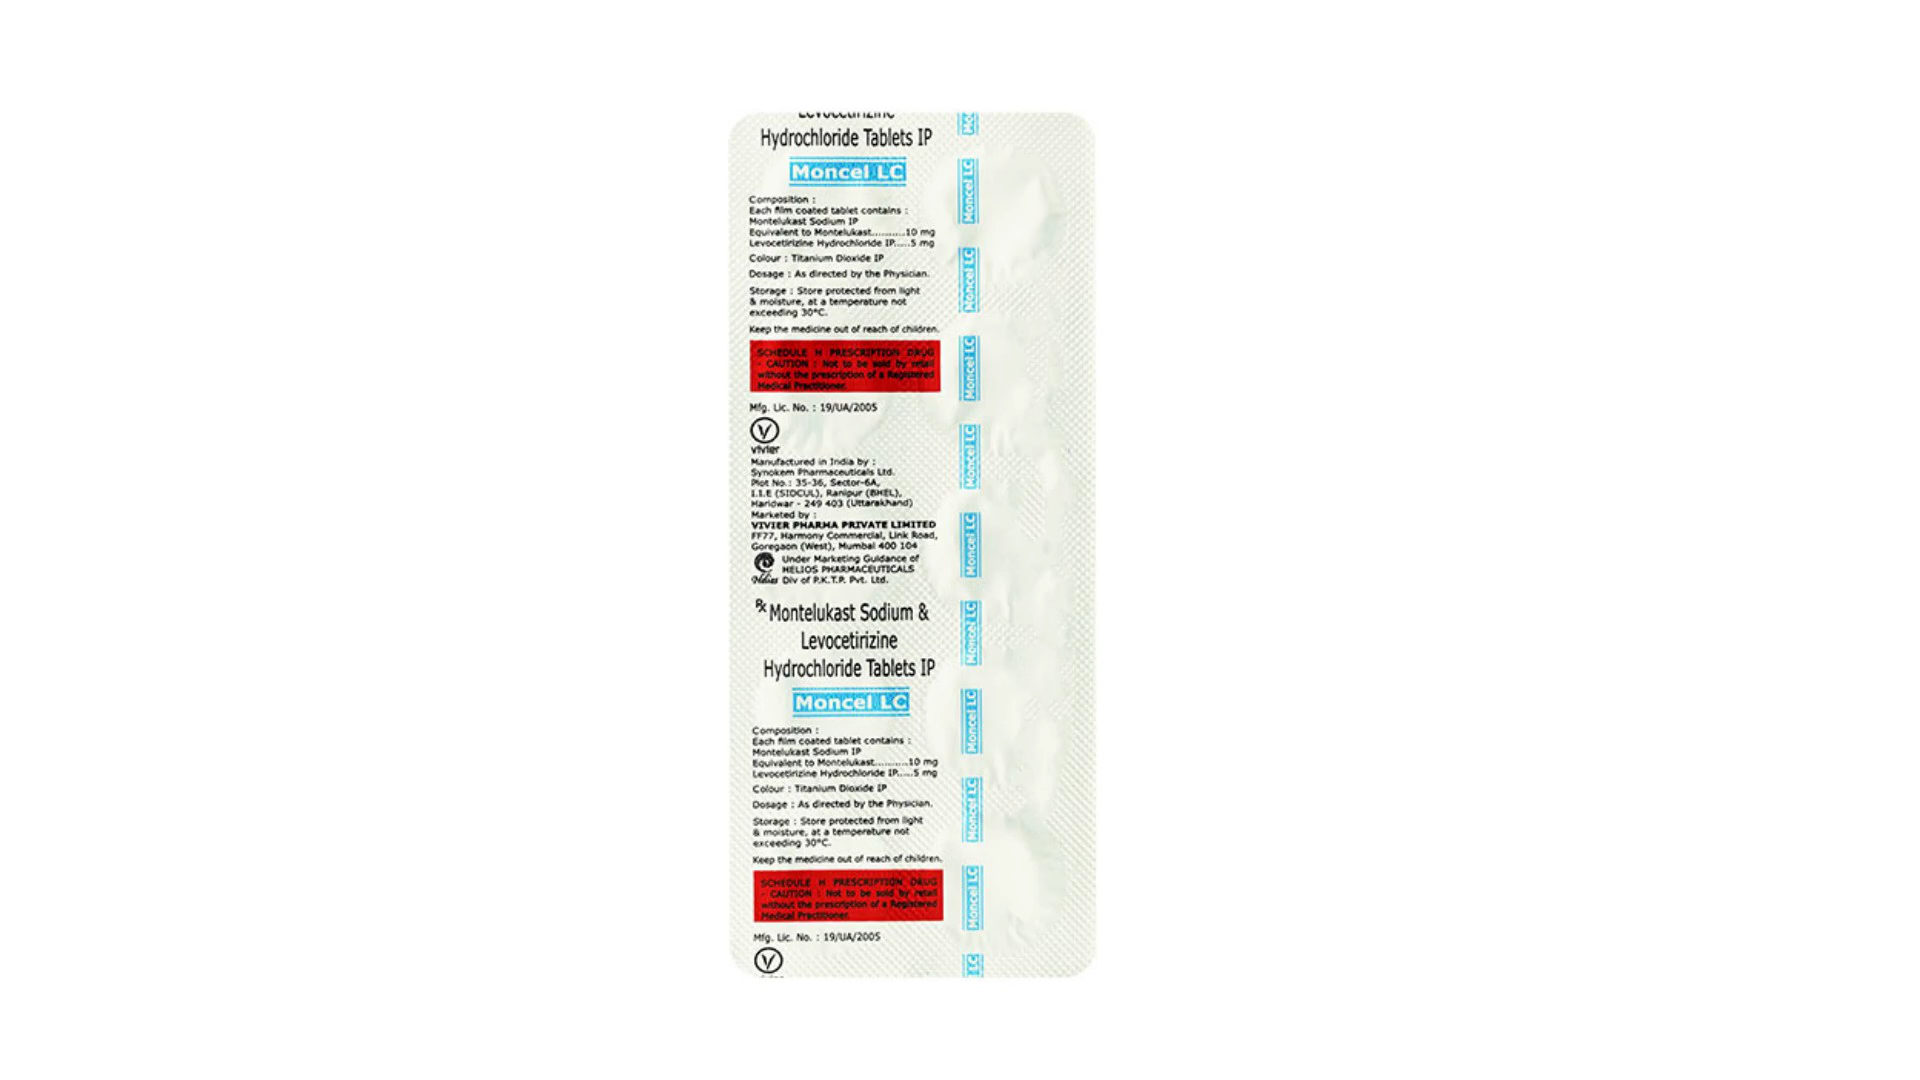 Levocetirizine
Hydrochloride Tablets IP
Moncel LC
Composition :
Each film coated tablet contains :
Montelukast Sodium IP
Equivalent to Montelukast..........10 mg
Levocetirizine Hydrochloride IP.....5 mg
Colour : Titanium Dioxide IP
Dosage : As directed by the Physician.
Storage : Store protected from light
& moisture, at a temperature not
exceeding 30°C.
Keep the medicine out of reach of children.
SCHEDULE H PRESCRIPTION DRUG
- CAUTION : Not to be sold by retail
without the prescription of a Registered
Medical Practitioner.
Mfg. Lic. No. : 19/UA/2005
V
vivier
Manufactured in India by :
Synokem Pharmaceuticals Ltd.
Plot No.: 35-36, Sector-6A,
I.I.E (SIDCUL), Ranipur (BHEL),
Haridwar - 249 403 (Uttarakhand)
Marketed by :
VIVIER PHARMA PRIVATE LIMITED
FF77, Harmony Commercial, Link Road,
Goregaon (West), Mumbai 400 104
Under Marketing Guidance of
HELIOS PHARMACEUTICALS
Helios Div of P.K.T.P. Pvt. Ltd.
Rx Montelukast Sodium &
Levocetirizine
Hydrochloride Tablets IP
Moncel LC
Composition :
Each film coated tablet contains :
Montelukast Sodium IP
Equivalent to Montelukast..........10 mg
Levocetirizine Hydrochloride IP.....5 mg
Colour : Titanium Dioxide IP
Dosage : As directed by the Physician.
Storage : Store protected from light
& moisture, at a temperature not
exceeding 30°C.
Keep the medicine out of reach of children.
SCHEDULE H PRESCRIPTION DRUG
- CAUTION : Not to be sold by retail
without the prescription of a Registered
Medical Practitioner.
Mfg. Lic. No. : 19/UA/2005
V
Mo
Moncel LC
Moncel LC
Moncel LC
Moncel LC
Moncel LC
Moncel LC
Moncel LC
Moncel LC
Moncel LC
LC